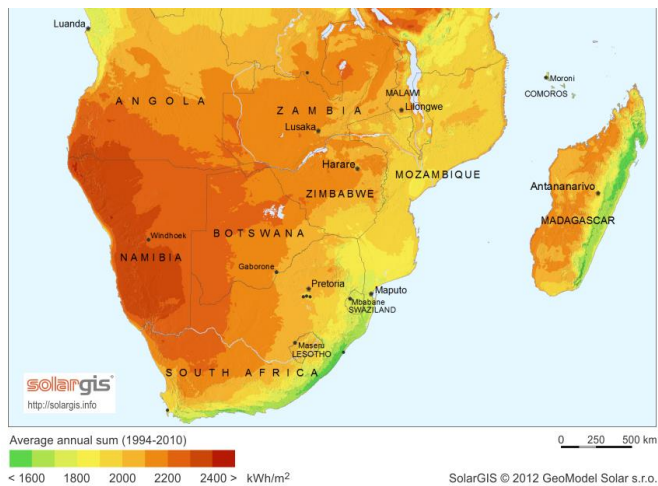 Luanda
Moroni
COMOROS
MALAWI
ANGOLA
ZAMBIA
Lilongwe
Lusaka
Harare
MOZAMBIQUE
ZIMBABWE
Antananarivo
MADAGASCAR
BOTSWANA
Windhoek
NAMIBIA
Gaborone
Pretoria
Maputo
Mbabane
SWAZILAND
Maseru
LESOTHO
SOUTH AFRICA
solargis
http://solargis.info
Average annual sum (1994-2010)
0 250 500 km
< 1600 1800 2000 2200 2400 > kWh/m²
SolarGIS © 2012 GeoModel Solar s.r.o.